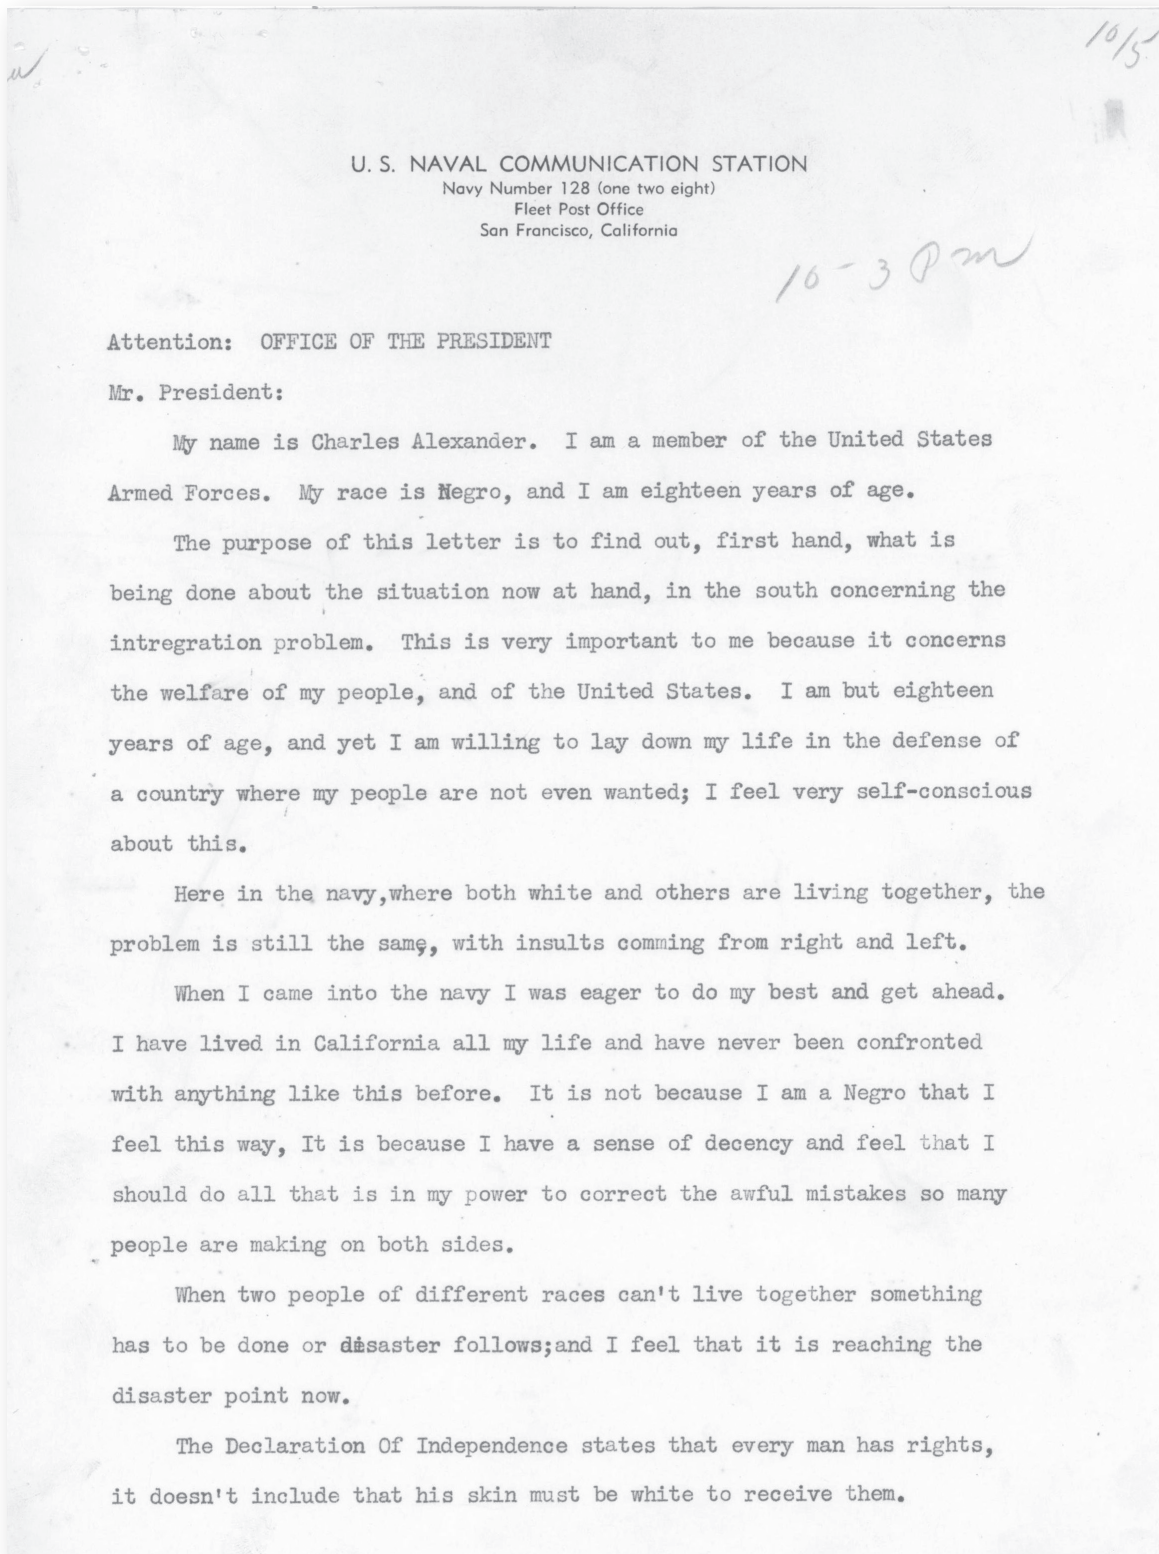 10/5
U. S. NAVAL COMMUNICATION STATION
Navy Number 128 (one two eight)
Fleet Post Office
San Francisco, California
10-3 PM
Attention: OFFICE OF THE PRESIDENT
Mr. President:
My name is Charles Alexander. I am a member of the United States
Armed Forces. My race is Negro, and I am eighteen years of age.
The purpose of this letter is to find out, first hand, what is
being done about the situation now at hand, in the south concerning the
intregration problem. This is very important to me because it concerns
the welfare of my people, and of the United States. I am but eighteen
years of age, and yet I am willing to lay down my life in the defense of
a country where my people are not even wanted; I feel very self-conscious
about this.
Here in the navy,where both white and others are living together, the
problem is still the same, with insults comming from right and left.
When I came into the navy I was eager to do my best and get ahead.
I have lived in California all my life and have never been confronted
with anything like this before. It is not because I am a Negro that I
feel this way, It is because I have a sense of decency and feel that I
should do all that is in my power to correct the awful mistakes so many
people are making on both sides.
When two people of different races can't live together something
has to be done or disaster follows;and I feel that it is reaching the
disaster point now.
The Declaration Of Independence states that every man has rights,
it doesn't include that his skin must be white to receive them.